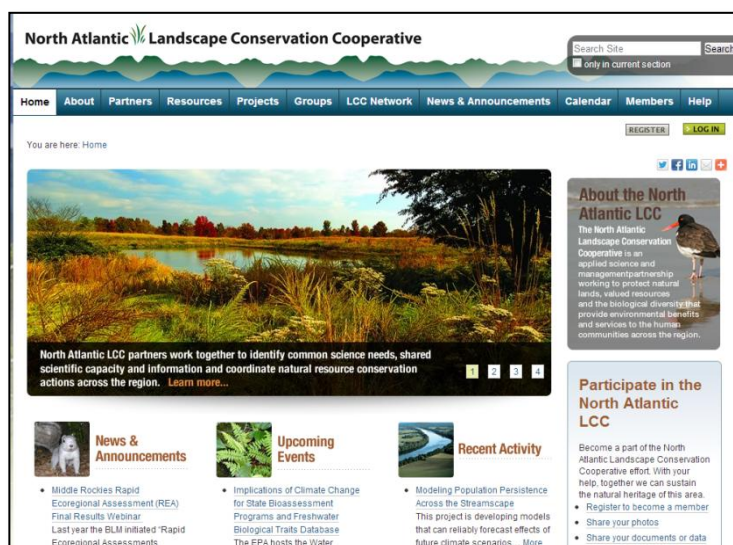 North Atlantic Landscape Conservation Cooperative
Search Site
Search
only in current section
Home About Partners Resources Projects Groups LCC Network News & Announcements Calendar Members Help
REGISTER LOG IN
You are here: Home
North Atlantic LCC partners work together to identify common science needs, shared
scientific capacity and information and coordinate natural resource conservation
actions across the region. Learn more...
1 2 3 4
About the North
Atlantic LCC
The North Atlantic
Landscape Conservation
Cooperative is an
applied science and
managementpartnership
working to protect natural
lands, valued resources
and the biological diversity that
provide environmental benefits
and services to the human
communities across the region.
Participate in the
North Atlantic
LCC
Become a part of the North
Atlantic Landscape Conservation
Cooperative effort. With your
help, together we can sustain
the natural heritage of this area.
Register to become a member
Share your photos
Share your documents or data
News &
Announcements
Middle Rockies Rapid
Ecoregional Assessment (REA)
Final Results Webinar
Last year the BLM initiated "Rapid
Ecoregional Assessments
Upcoming
Events
Implications of Climate Change
for State Bioassessment
Programs and Freshwater
Biological Traits Database
The EPA hosts the Water
Recent Activity
Modeling Population Persistence
Across the Streamscape
This project is developing models
that can reliably forecast effects of
future climate scenarios... More